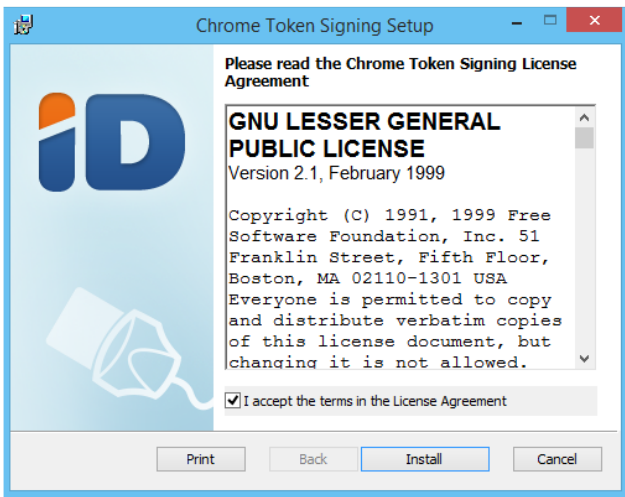 Chrome Token Signing Setup
iD
Please read the Chrome Token Signing License
Agreement
GNU LESSER GENERAL
PUBLIC LICENSE
Version 2.1, February 1999
Copyright (C) 1991, 1999 Free
Software Foundation, Inc. 51
Franklin Street, Fifth Floor,
Boston, MA 02110-1301 USA
Everyone is permitted to copy
and distribute verbatim copies
of this license document, but
changing it is not allowed.
I accept the terms in the License Agreement
Print Back Install Cancel